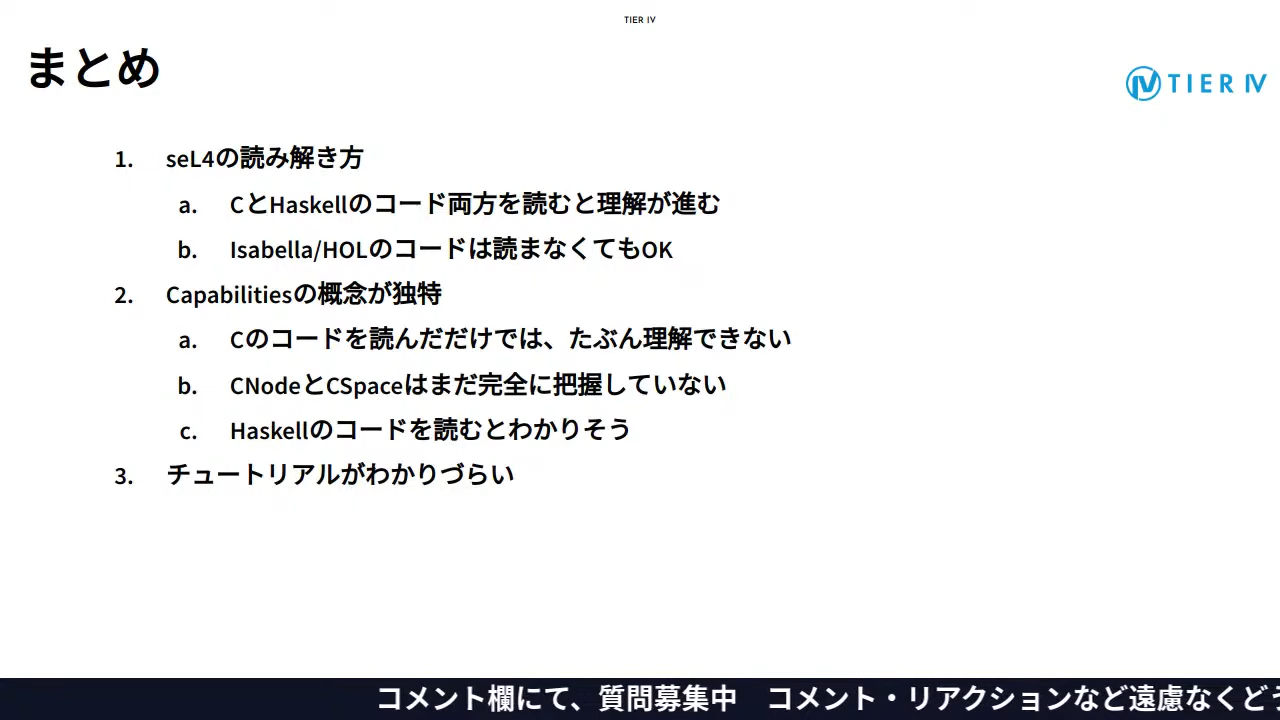 TIER IV
まとめ
TIER IV
1. seL4の読み解き方
a. CとHaskellのコード両方を読むと理解が進む
b. Isabella/HOLのコードは読まなくてもOK
2. Capabilitiesの概念が独特
a. Cのコードを読んだだけでは、たぶん理解できない
b. CNodeとCSpaceはまだ完全に把握していない
c. Haskellのコードを読むとわかりそう
3. チュートリアルがわかりづらい
コメント欄にて、質問募集中 コメント・リアクションなど遠慮なくど